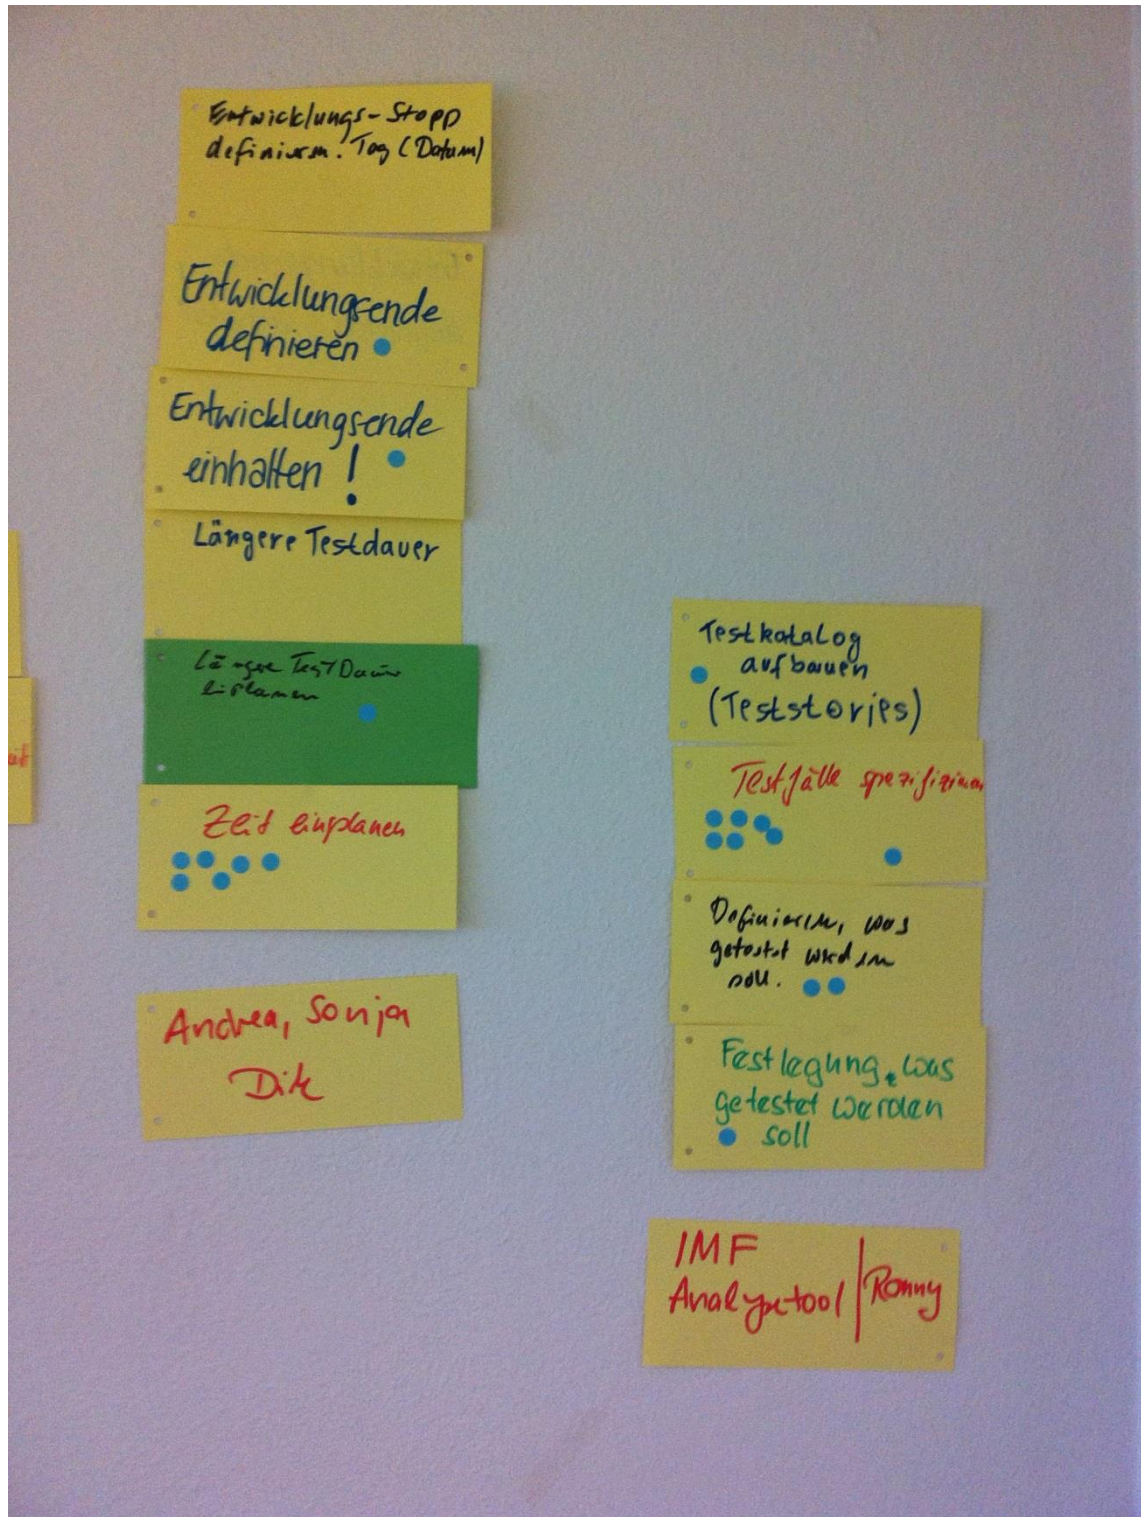 Entwicklungs-Stopp
definieren. Tag (Datum)
Entwicklungsende
definieren
Entwicklungsende
einhalten !
Längere Testdauer
Längere TestDauer
einplanen
Zeit einplanen
Andrea, Sonja
Dirk
Testkatalog
aufbauen
(Teststories)
Testfälle spezifizieren
Definieren, was
getestet werden
soll.
Festlegung, was
getestet werden
soll
IMF
Analysetool | Ronny